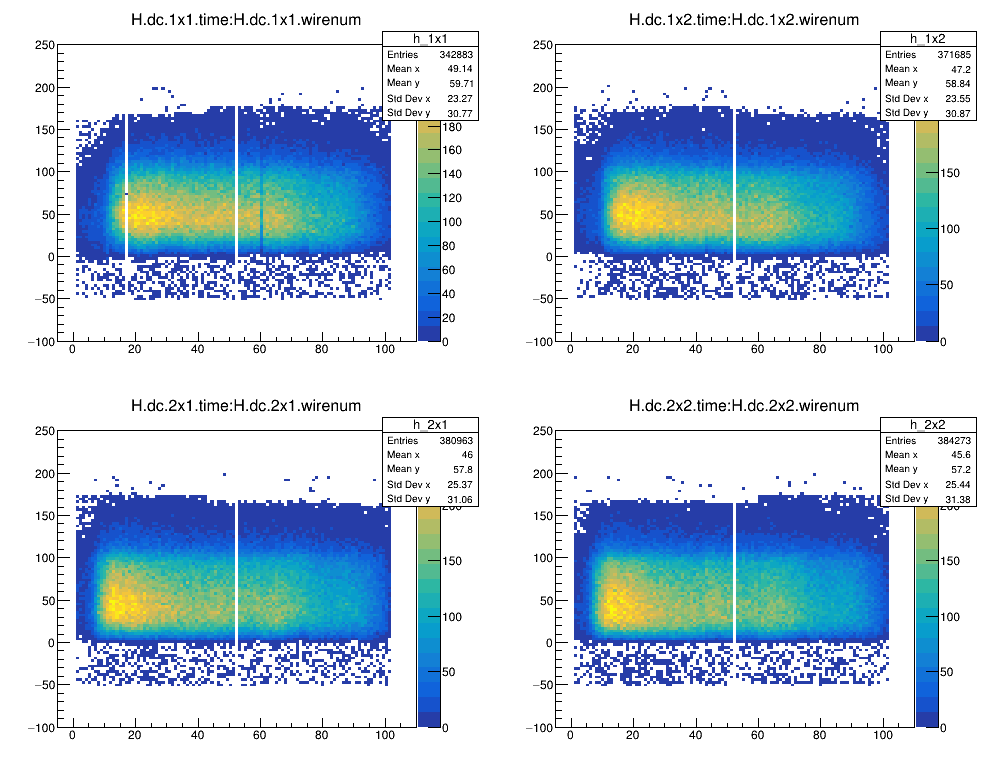 H.dc.1x1.time:H.dc.1x1.wirenum
h_1x1
Entries 342883
Mean x 49.14
Mean y 59.71
Std Dev x 23.27
Std Dev y 30.77
250
200
150
100
50
0
−50
−100
0 20 40 60 80 100
180
160
140
120
100
80
60
40
20
0
H.dc.1x2.time:H.dc.1x2.wirenum
h_1x2
Entries 371685
Mean x 47.2
Mean y 58.84
Std Dev x 23.55
Std Dev y 30.87
250
200
150
100
50
0
−50
−100
0 20 40 60 80 100
150
100
50
0
H.dc.2x1.time:H.dc.2x1.wirenum
h_2x1
Entries 380963
Mean x 46
Mean y 57.8
Std Dev x 25.37
Std Dev y 31.06
250
200
150
100
50
0
−50
−100
0 20 40 60 80 100
200
150
100
50
0
H.dc.2x2.time:H.dc.2x2.wirenum
h_2x2
Entries 384273
Mean x 45.6
Mean y 57.2
Std Dev x 25.44
Std Dev y 31.38
250
200
150
100
50
0
−50
−100
0 20 40 60 80 100
200
150
100
50
0